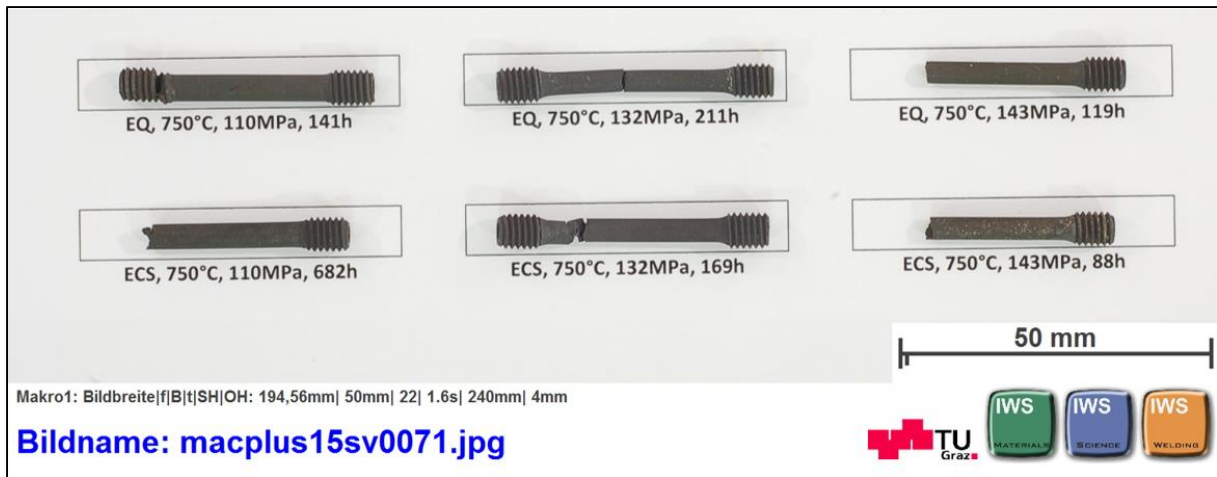 EQ, 750°C, 110MPa, 141h
EQ, 750°C, 132MPa, 211h
EQ, 750°C, 143MPa, 119h
ECS, 750°C, 110MPa, 682h
ECS, 750°C, 132MPa, 169h
ECS, 750°C, 143MPa, 88h
50 mm
Makro1: Bildbreite|f|B|t|SH|OH: 194,56mm| 50mm| 22| 1.6s| 240mm| 4mm
Bildname: macplus15sv0071.jpg
TU
Graz
IWS
MATERIALS
IWS
SCIENCE
IWS
WELDING